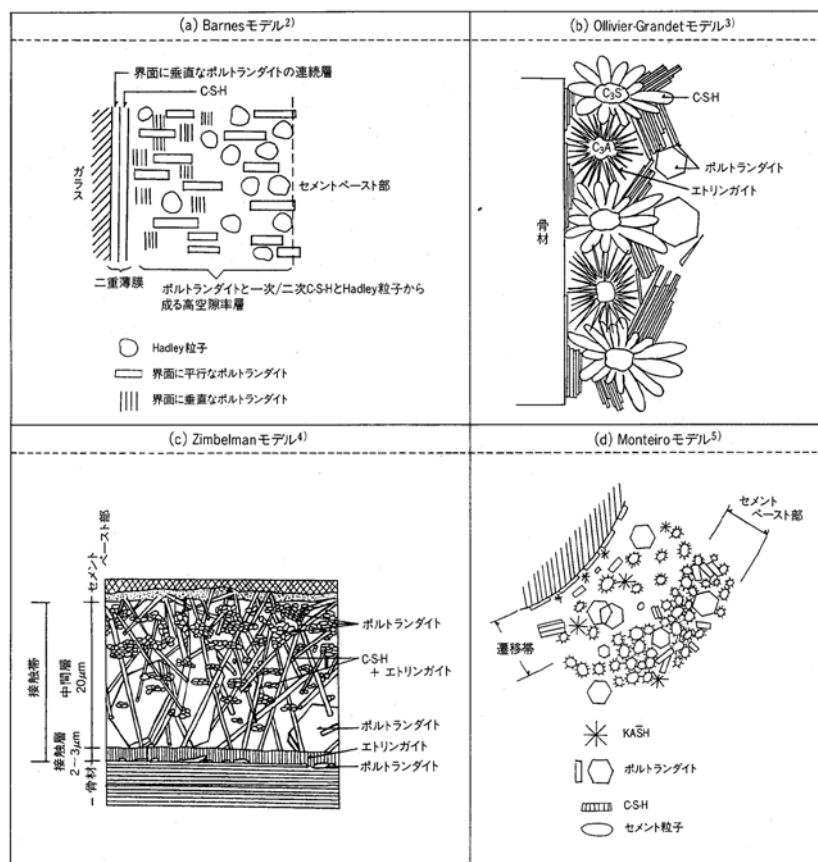 (a) Barnesモデル2)
界面に垂直なポルトランダイトの連続層
C-S-H
ガラス
セメントペースト部
二重薄膜
ポルトランダイトと一次/二次C-S-HとHadley粒子から
成る高空隙率層
Hadley粒子
界面に平行なポルトランダイト
界面に垂直なポルトランダイト
(b) Ollivier-Grandetモデル3)
C₃S
C-S-H
C₃A
ポルトランダイト
エトリンガイト
骨材
(c) Zimbelmanモデル4)
セメント
ペースト部
接触帯
中間層
20μm
接触層
2-3μm
骨材
ポルトランダイト
C-S-H
+ エトリンガイト
ポルトランダイト
エトリンガイト
ポルトランダイト
(d) Monteiroモデル5)
セメント
ペースト部
遷移帯
KAS̄H
ポルトランダイト
C-S-H
セメント粒子